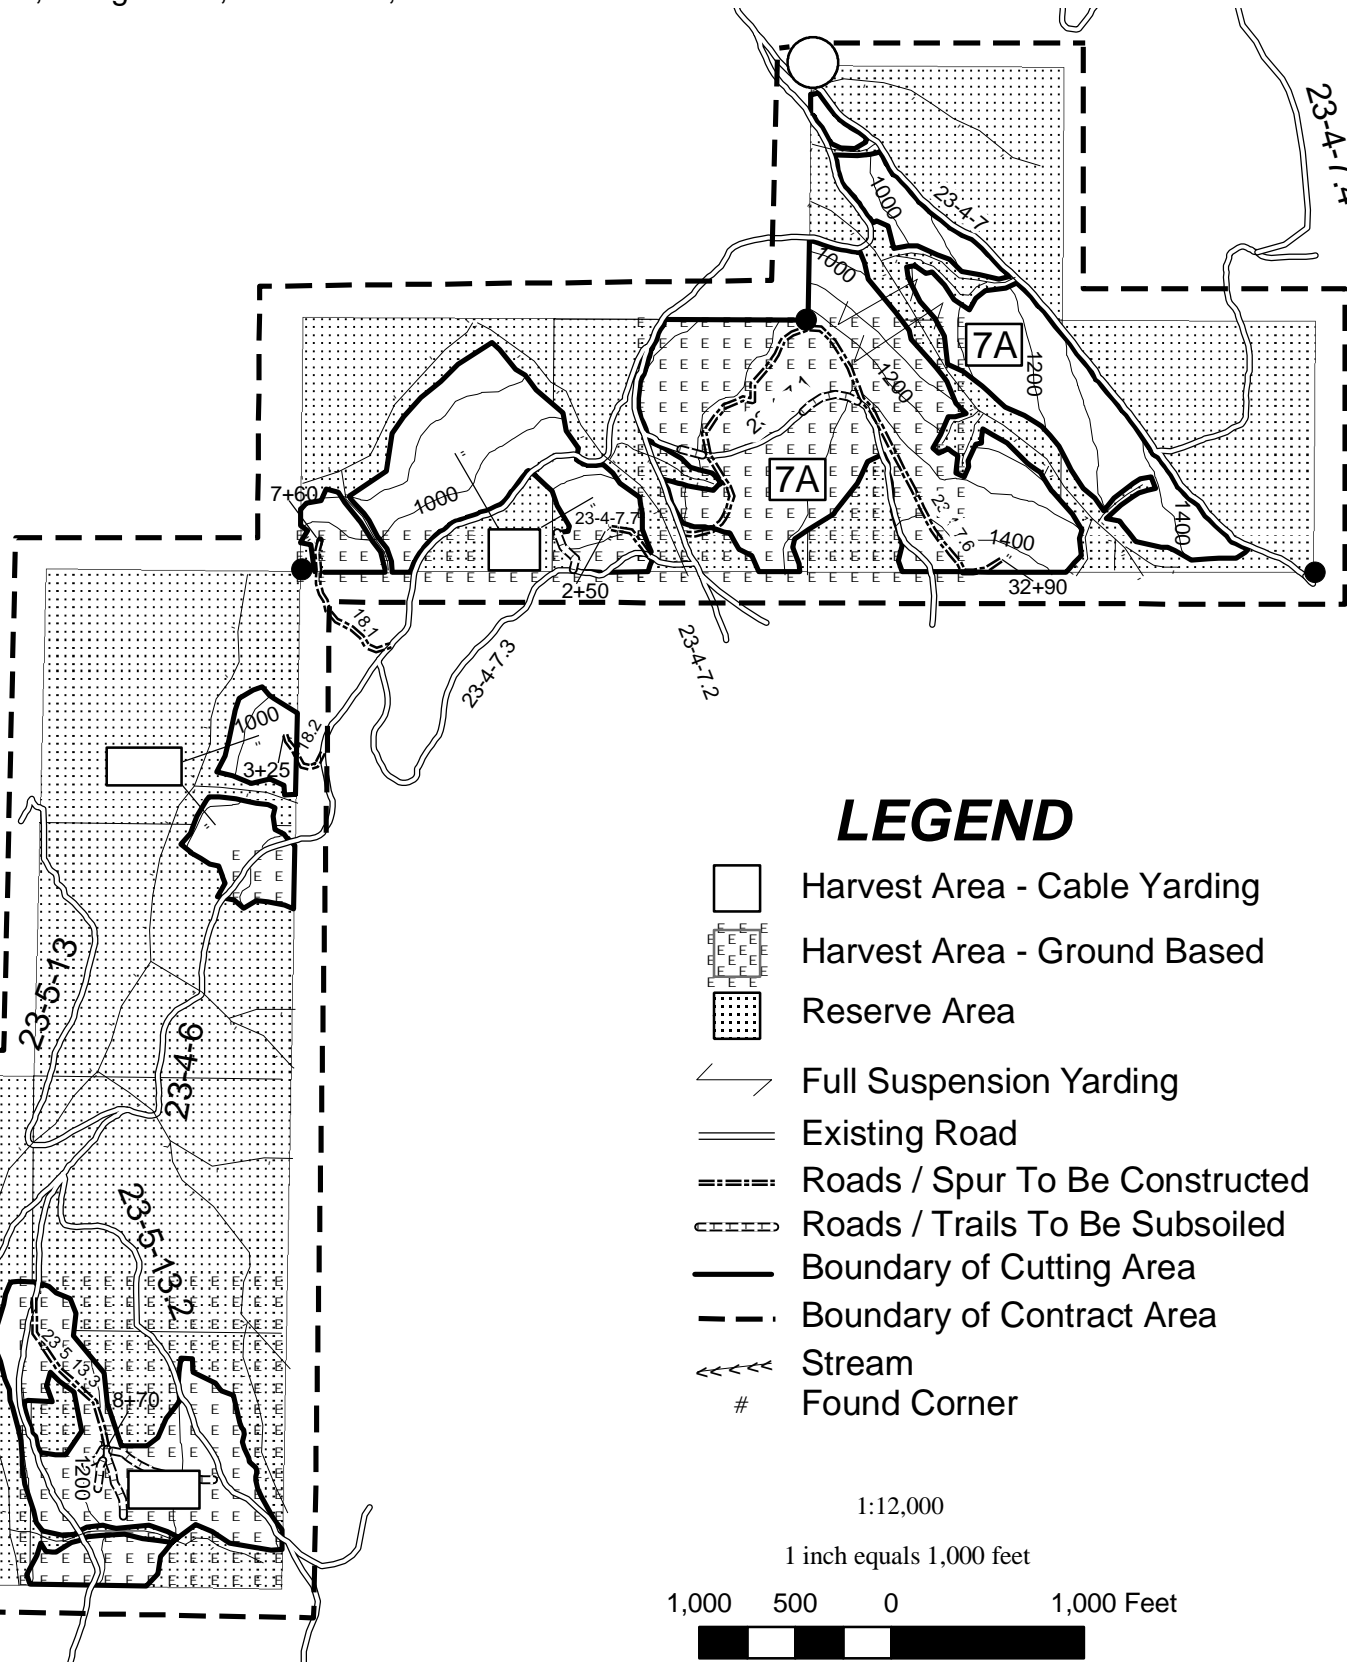 23-4-7.4
1000
23-4-7
1000
7A
1200
1200
7A
7+60
1000
23-4-7.7
1400
1400
2+50
32+90
18.1
23-4-7.3
23-4-7.2
1000
18.2
3+25
23-5-13
23-4-6
23-5-13.2
8+70
1200
LEGEND
Harvest Area - Cable Yarding
Harvest Area - Ground Based
Reserve Area
Full Suspension Yarding
Existing Road
Roads / Spur To Be Constructed
Roads / Trails To Be Subsoiled
Boundary of Cutting Area
Boundary of Contract Area
Stream
# Found Corner
1:12,000
1 inch equals 1,000 feet
1,000 500 0 1,000 Feet